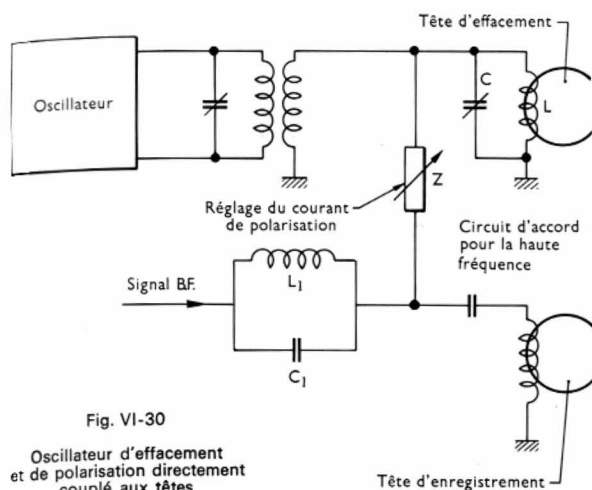 Tête d'effacement
Oscillateur
C
L
Z
Réglage du courant
de polarisation
Circuit d'accord
pour la haute
fréquence
Signal B.F.
L1
C1
Fig. VI-30
Oscillateur d'effacement
et de polarisation directement
couplé aux têtes
Tête d'enregistrement